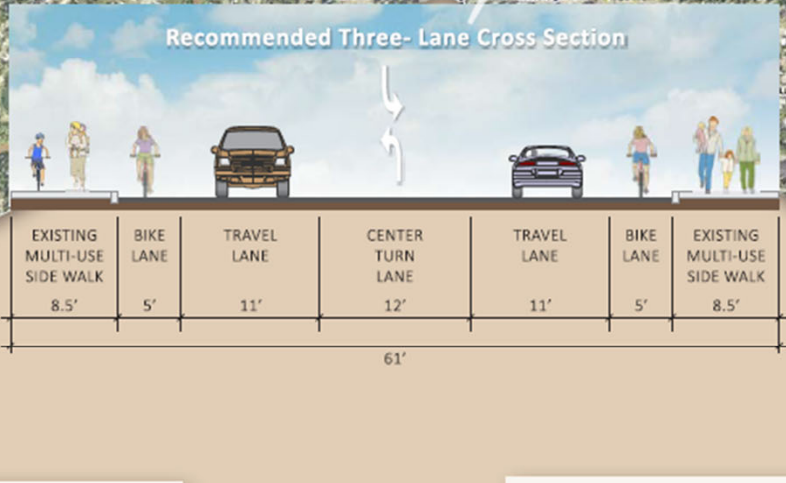 Recommended Three- Lane Cross Section
EXISTING
MULTI-USE
SIDE WALK
8.5'
BIKE
LANE
5'
TRAVEL
LANE
11'
CENTER
TURN
LANE
12'
TRAVEL
LANE
11'
BIKE
LANE
5'
EXISTING
MULTI-USE
SIDE WALK
8.5'
61'